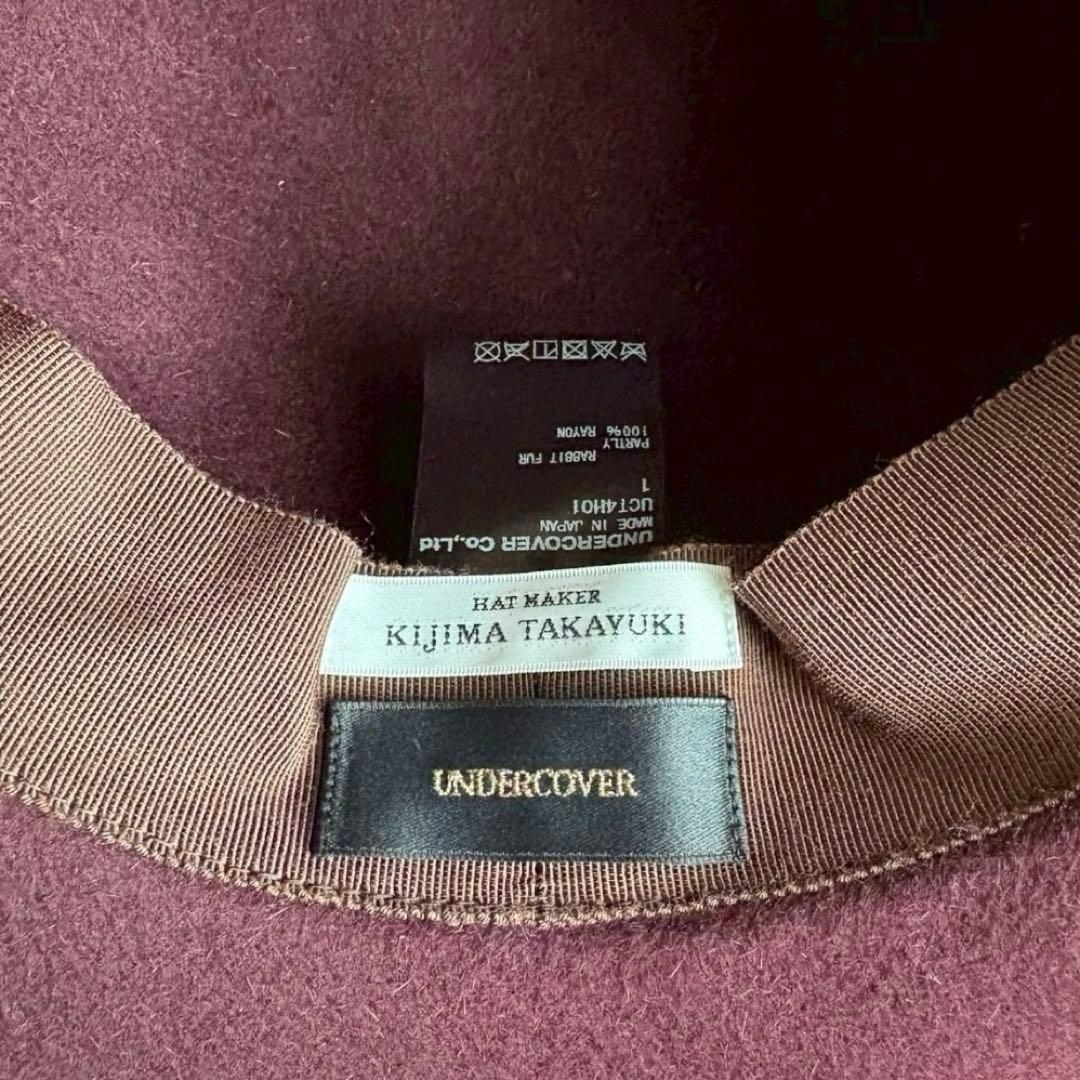 HAT MAKER
KIJIMA TAKAYUKI
UNDERCOVER
UNDERCOVER Co.,Ltd
MADE IN JAPAN
UCT4H01
1
RABBIT FUR
PARTLY
100% RAYON